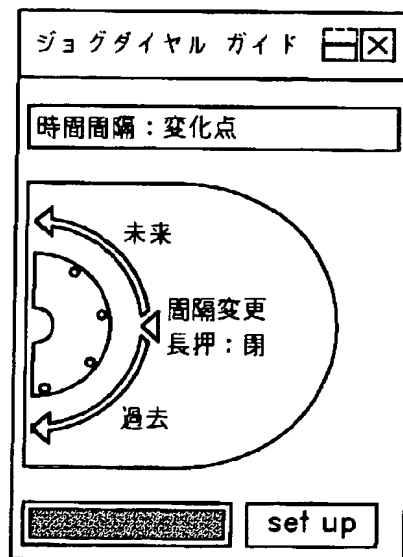 ジョグダイヤル ガイド
時間間隔：変化点
未来
間隔変更
長押：閉
過去
set up